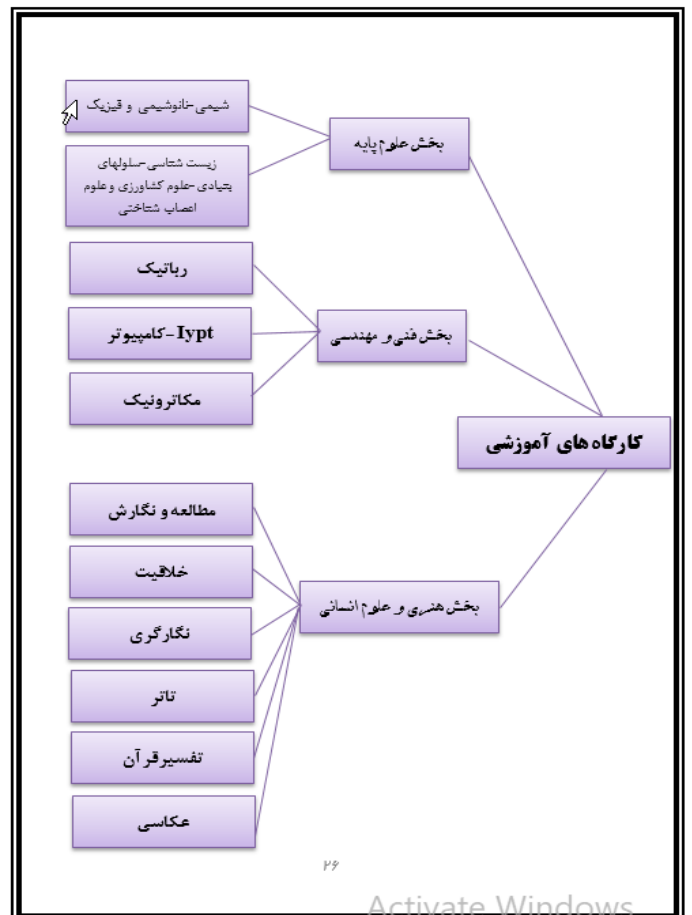 کارگاه های آموزشی
بخش علوم پایه
شیمی-نانوشیمی و فیزیک
زیست شناسی-سلولهای
بنیادی-علوم کشاورزی و علوم
اعصاب شناختی
بخش فنی و مهندسی
رباتیک
Iypt-کامپیوتر
مکاترونیک
بخش هنری و علوم انسانی
مطالعه و نگارش
خلاقیت
نگارگری
تاتر
تفسیرقرآن
عکاسی
۲۶
Activate Windows